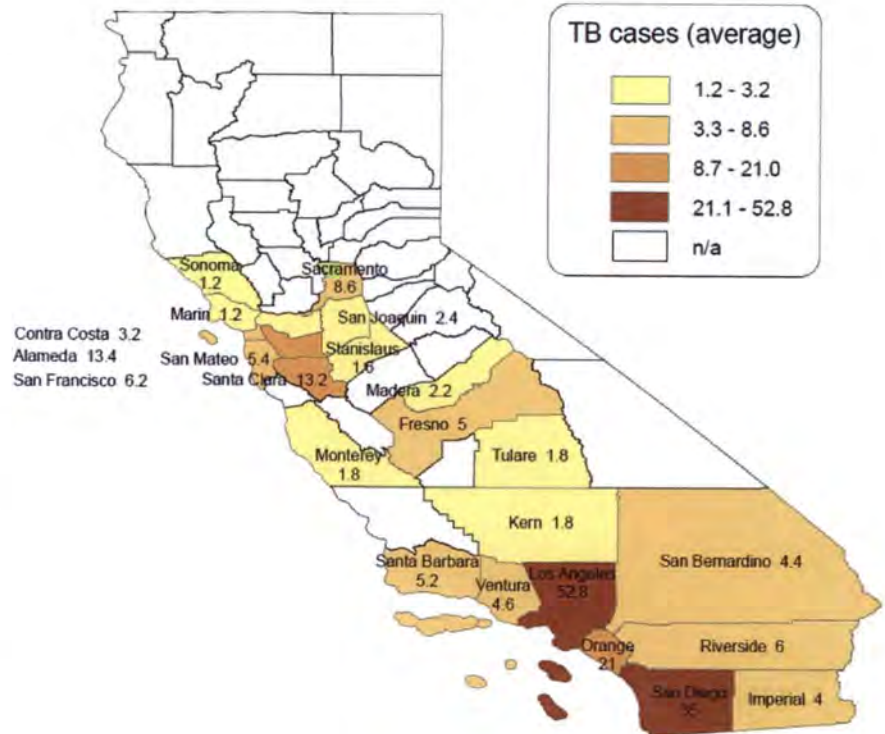 TB cases (average)
1.2 - 3.2
3.3 - 8.6
8.7 - 21.0
21.1 - 52.8
n/a
Sonoma
1.2
Sacramento
8.6
Marin 1.2
San Joaquin 2.4
Contra Costa 3.2
Alameda 13.4
San Francisco 6.2
San Mateo 5.4
Stanislaus
1.6
Santa Clara 13.2
Madera 2.2
Fresno 5
Monterey
1.8
Tulare 1.8
Kern 1.8
Santa Barbara
5.2
Ventura
4.6
Los Angeles
52.8
San Bernardino 4.4
Orange
21
Riverside 6
San Diego
35
Imperial 4